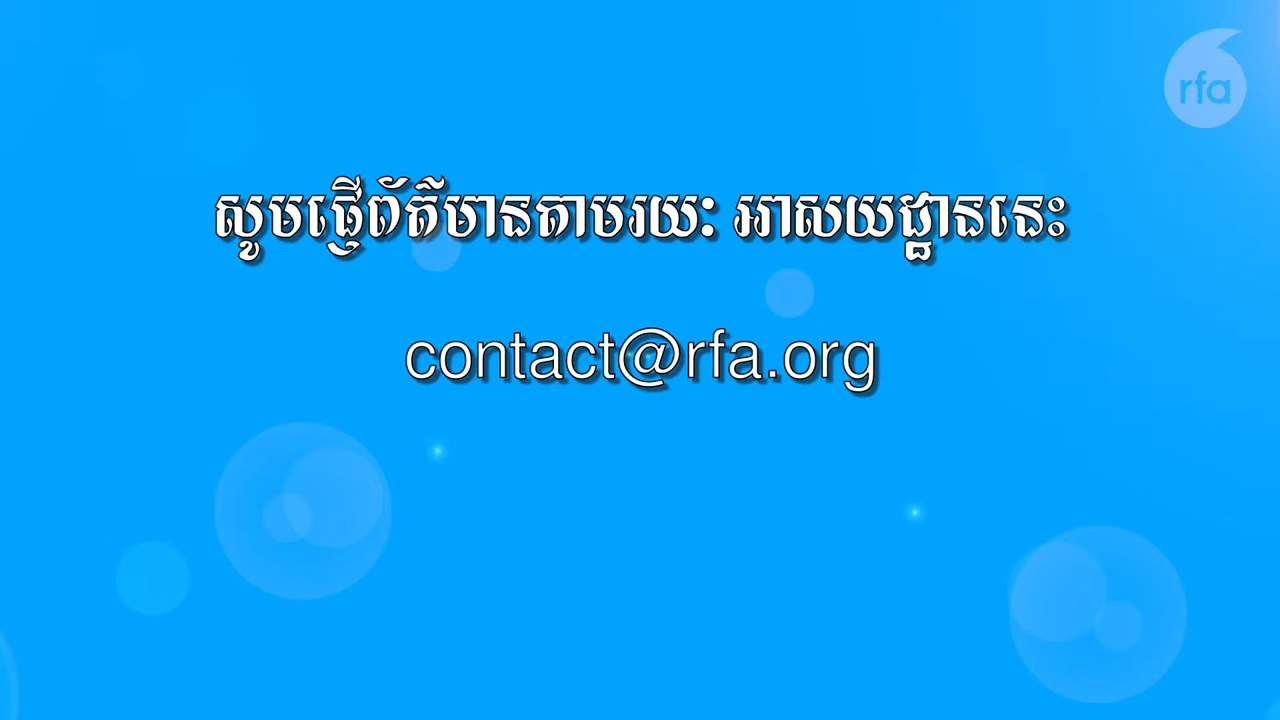 rfa
សូមផ្ញើព័ត៌មានតាមរយៈ អាសយដ្ឋាននេះ
contact@rfa.org